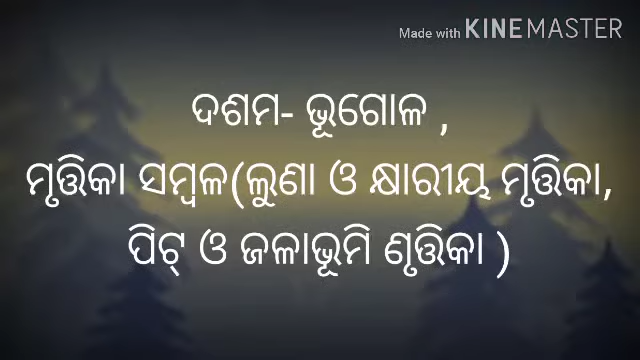 Made with KINEMASTER
ଦଶମ- ଭୂଗୋଳ ,
ମୃତ୍ତିକା ସମ୍ବଳ(ଲୁଣା ଓ କ୍ଷାରୀୟ ମୃତ୍ତିକା,
ପିଟ୍ ଓ ଜଳାଭୂମି ଣୃତ୍ତିକା )